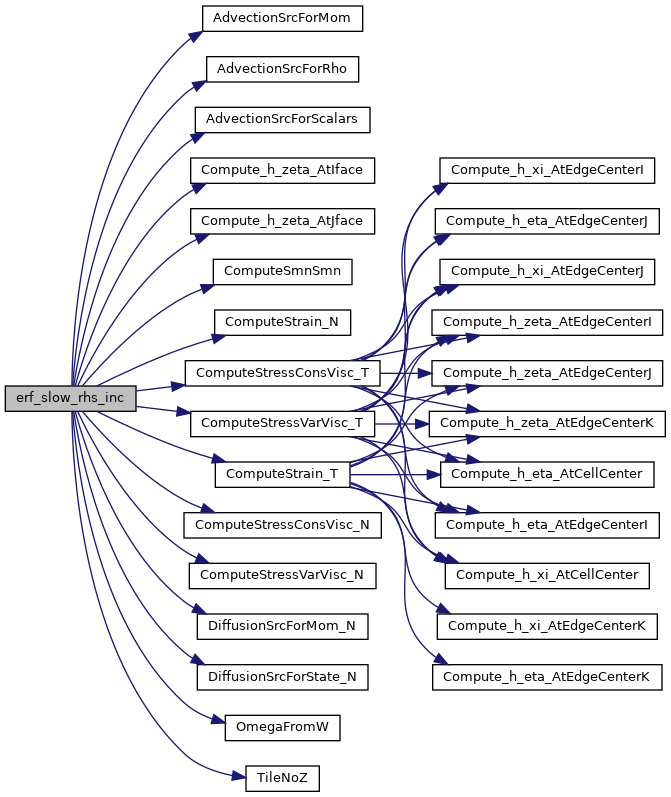 erf_slow_rhs_inc
AdvectionSrcForMom
AdvectionSrcForRho
AdvectionSrcForScalars
Compute_h_zeta_AtIface
Compute_h_zeta_AtJface
ComputeSmnSmn
ComputeStrain_N
ComputeStressConsVisc_T
ComputeStressVarVisc_T
ComputeStrain_T
ComputeStressConsVisc_N
ComputeStressVarVisc_N
DiffusionSrcForMom_N
DiffusionSrcForState_N
OmegaFromW
TileNoZ
Compute_h_xi_AtEdgeCenterI
Compute_h_eta_AtEdgeCenterJ
Compute_h_xi_AtEdgeCenterJ
Compute_h_zeta_AtEdgeCenterI
Compute_h_zeta_AtEdgeCenterJ
Compute_h_zeta_AtEdgeCenterK
Compute_h_eta_AtCellCenter
Compute_h_eta_AtEdgeCenterI
Compute_h_xi_AtCellCenter
Compute_h_xi_AtEdgeCenterK
Compute_h_eta_AtEdgeCenterK